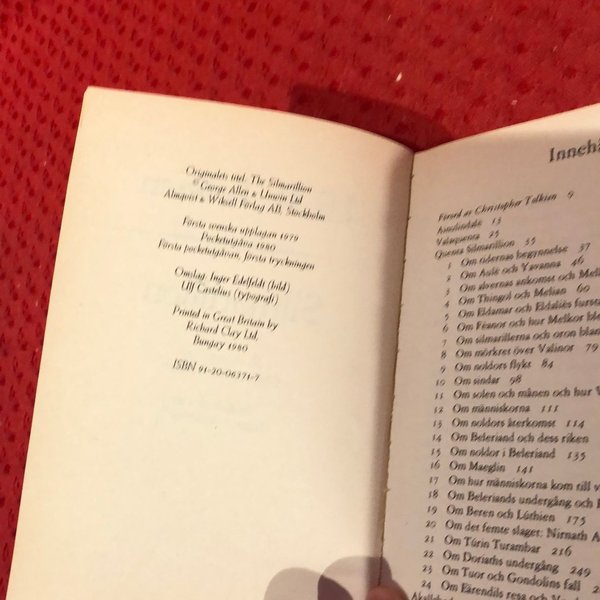 Originalets titel: The Silmarillion
© George Allen & Unwin Ltd
Almqvist & Wiksell Förlag AB, Stockholm
Första svenska upplagan 1979
Pocketutgåva 1980
Första pocketutgåvan, första tryckningen
Omslag: Inger Edelfeldt (bild)
Ulf Castelius (typografi)
Printed in Great Britain by
Richard Clay Ltd,
Bungay 1980
ISBN 91-20-06371-7
Innehå
Förord av Christopher Tolkien 9
Ainulindalë 13
Valaquenta 25
Quenta Silmarillion 35
1 Om tidernas begynnelse 37
2 Om Aulë och Yavanna 46
3 Om alvernas ankomst och Melk
4 Om Thingol och Melian 60
5 Om Eldamar och Eldaliës furst
6 Om Fëanor och hur Melkor ble
7 Om silmarillerna och oron blan
8 Om mörkret över Valinor 79
9 Om noldors flykt 84
10 Om sindar 98
11 Om solen och månen och hur V
12 Om människorna 111
13 Om noldors återkomst 114
14 Om Beleriand och dess riken
15 Om noldor i Beleriand 135
16 Om Maeglin 141
17 Om hur människorna kom till v
18 Om Beleriands undergång och F
19 Om Beren och Lúthien 175
20 Om det femte slaget: Nirnath A
21 Om Túrin Turambar 216
22 Om Doriaths undergång 249
23 Om Tuor och Gondolins fall 2
24 Om Eärendils resa och